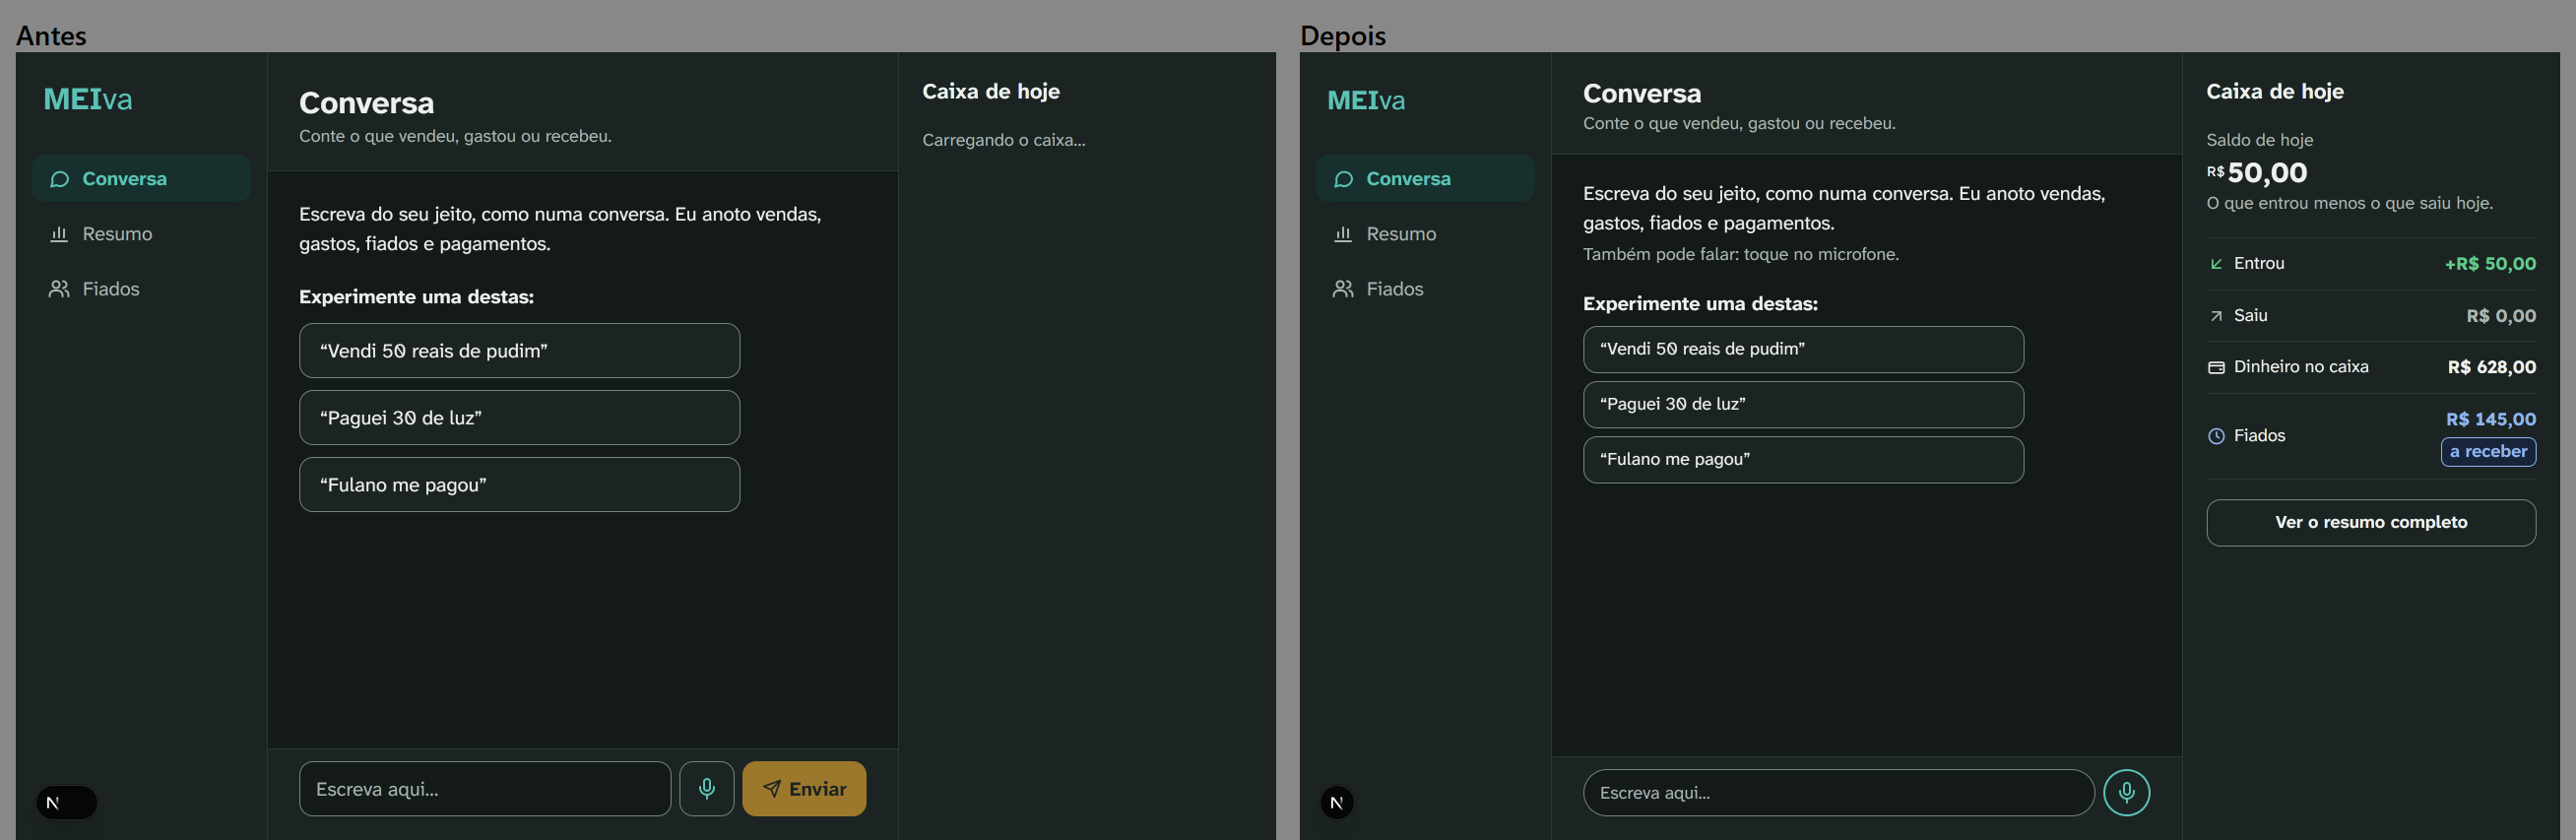 Antes
MEIva
Conversa
Resumo
Fiados
N
Conversa
Conte o que vendeu, gastou ou recebeu.
Escreva do seu jeito, como numa conversa. Eu anoto vendas,
gastos, fiados e pagamentos.
Experimente uma destas:
“Vendi 50 reais de pudim”
“Paguei 30 de luz”
“Fulano me pagou”
Escreva aqui...
Enviar
Caixa de hoje
Carregando o caixa...
Depois
MEIva
Conversa
Resumo
Fiados
N
Conversa
Conte o que vendeu, gastou ou recebeu.
Escreva do seu jeito, como numa conversa. Eu anoto vendas,
gastos, fiados e pagamentos.
Também pode falar: toque no microfone.
Experimente uma destas:
“Vendi 50 reais de pudim”
“Paguei 30 de luz”
“Fulano me pagou”
Escreva aqui...
Caixa de hoje
Saldo de hoje
R$ 50,00
O que entrou menos o que saiu hoje.
Entrou +R$ 50,00
Saiu R$ 0,00
Dinheiro no caixa R$ 628,00
Fiados R$ 145,00
a receber
Ver o resumo completo